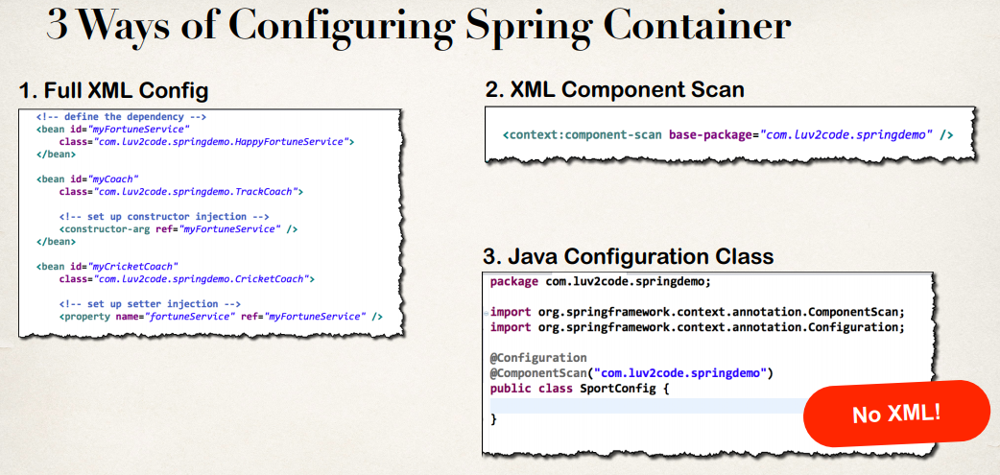 3 Ways of Configuring Spring Container
1. Full XML Config
<!-- define the dependency -->
<bean id="myFortuneService"
class="com.luv2code.springdemo.HappyFortuneService">
</bean>
<bean id="myCoach"
class="com.luv2code.springdemo.TrackCoach">
<!-- set up constructor injection -->
<constructor-arg ref="myFortuneService" />
</bean>
<bean id="myCricketCoach"
class="com.luv2code.springdemo.CricketCoach">
<!-- set up setter injection -->
<property name="fortuneService" ref="myFortuneService" />
2. XML Component Scan
<context:component-scan base-package="com.luv2code.springdemo" />
3. Java Configuration Class
package com.luv2code.springdemo;
import org.springframework.context.annotation.ComponentScan;
import org.springframework.context.annotation.Configuration;
@Configuration
@ComponentScan("com.luv2code.springdemo")
public class SportConfig {
}
No XML!